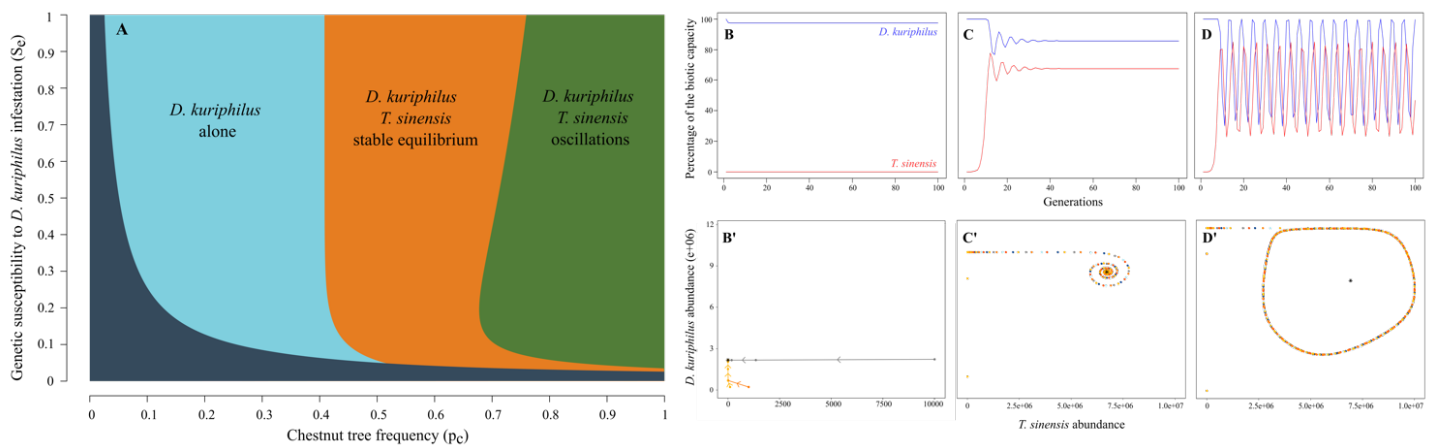 A
Genetic susceptibility to D. kuriphilus infestation (Se)
1
0.9
0.8
0.7
0.6
0.5
0.4
0.3
0.2
0.1
0
D. kuriphilus
alone
D. kuriphilus
T. sinensis
stable equilibrium
D. kuriphilus
T. sinensis
oscillations
0 0.1 0.2 0.3 0.4 0.5 0.6 0.7 0.8 0.9 1
Chestnut tree frequency (pc)
Percentage of the biotic capacity
100
80
60
40
20
0
B
D. kuriphilus
T. sinensis
0 20 40 60 80 100
C
0 20 40 60 80 100
D
0 20 40 60 80 100
Generations
D. kuriphilus abundance (e+06)
12
9
6
3
0
B'
0 2500 5000 7500 10000
C'
0 2.5e+06 5.0e+06 1.0e+07
D'
0 2.5e+06 5.0e+06 7.5e+06 1.0e+07
T. sinensis abundance